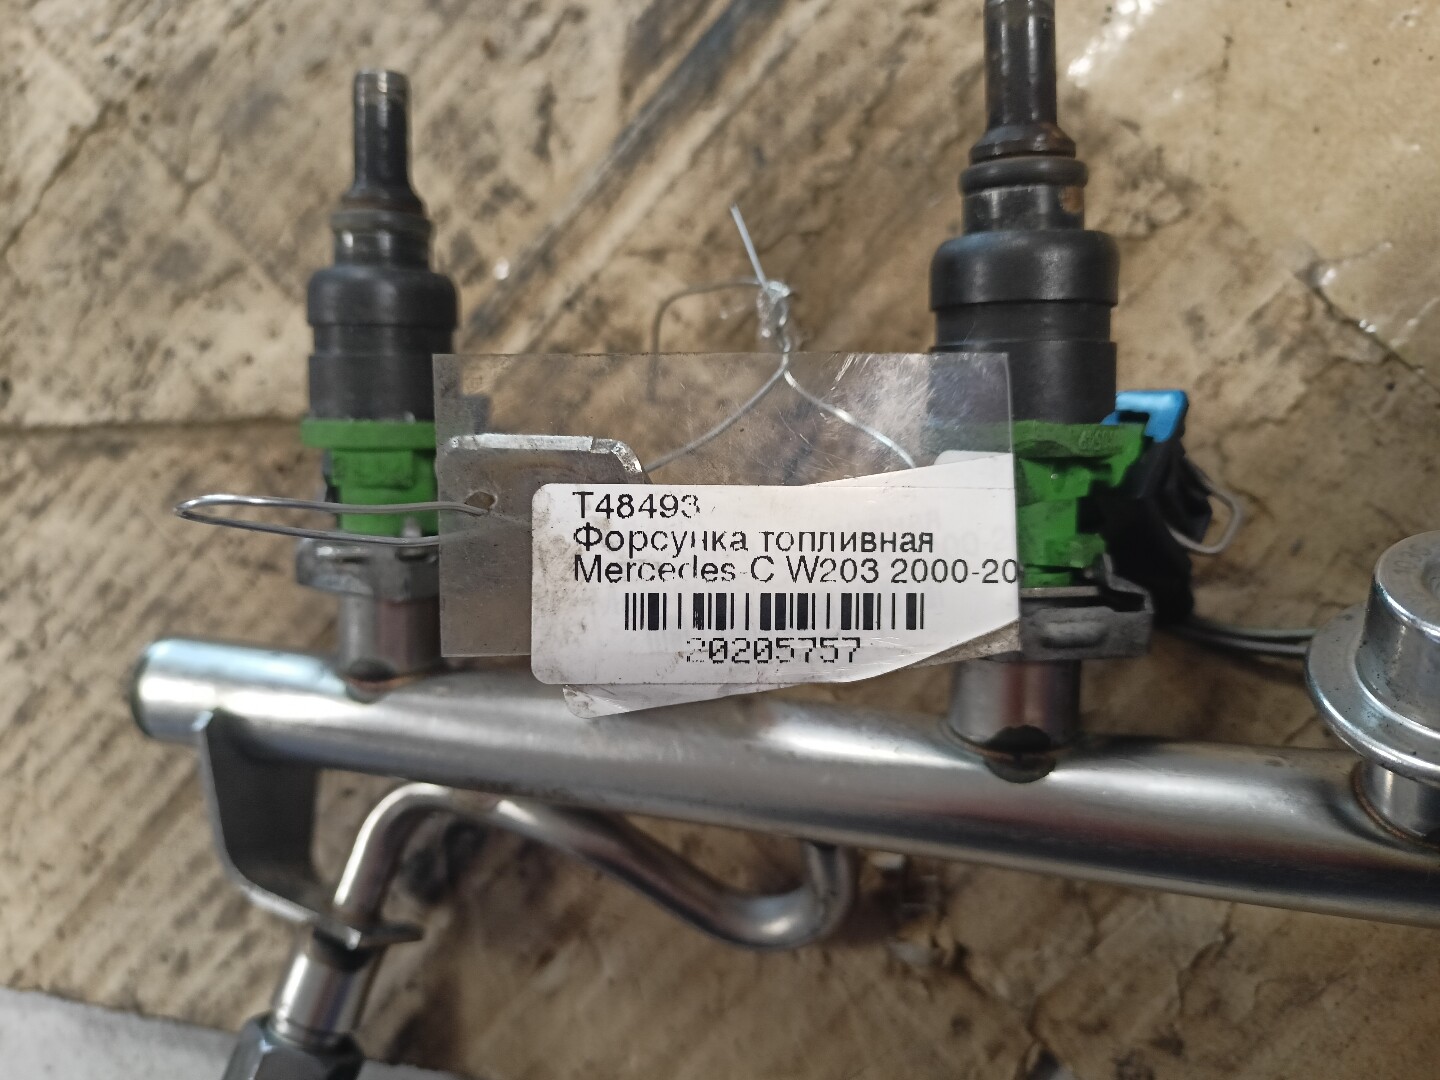 T48493
Форсунка топливная
Mercedes-C W203 2000-20
20205757